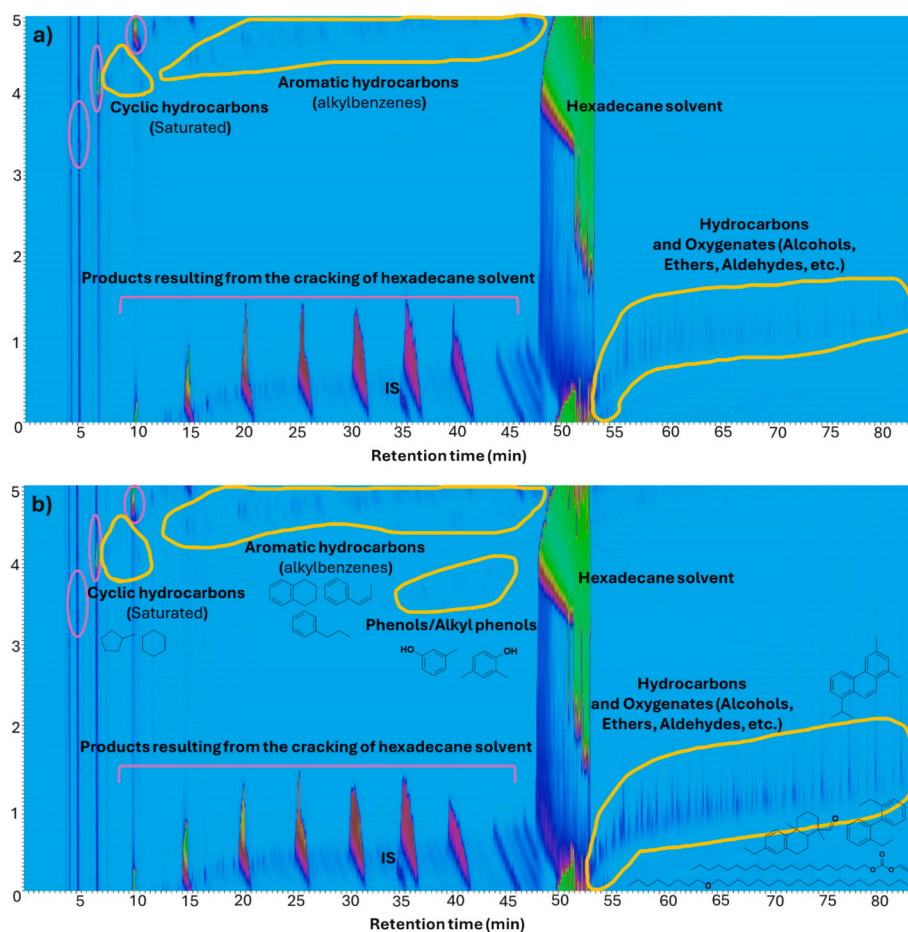 5
a)
Aromatic hydrocarbons
(alkylbenzenes)
Cyclic hydrocarbons
(Saturated)
Hexadecane solvent
4
3
Hydrocarbons
and Oxygenates (Alcohols,
Ethers, Aldehydes, etc.)
2
Products resulting from the cracking of hexadecane solvent
1
IS
0
5 10 15 20 25 30 35 40 45 50 55 60 65 70 75 80
Retention time (min)
5
b)
Aromatic hydrocarbons
(alkylbenzenes)
4
Hexadecane solvent
Cyclic hydrocarbons
(Saturated)
Phenols/Alkyl phenols
3
HO
OH
Hydrocarbons
and Oxygenates (Alcohols,
Ethers, Aldehydes, etc.)
2
Products resulting from the cracking of hexadecane solvent
1
O
IS
O
O
O
0
5 10 15 20 25 30 35 40 45 50 55 60 65 70 75 80
Retention time (min)